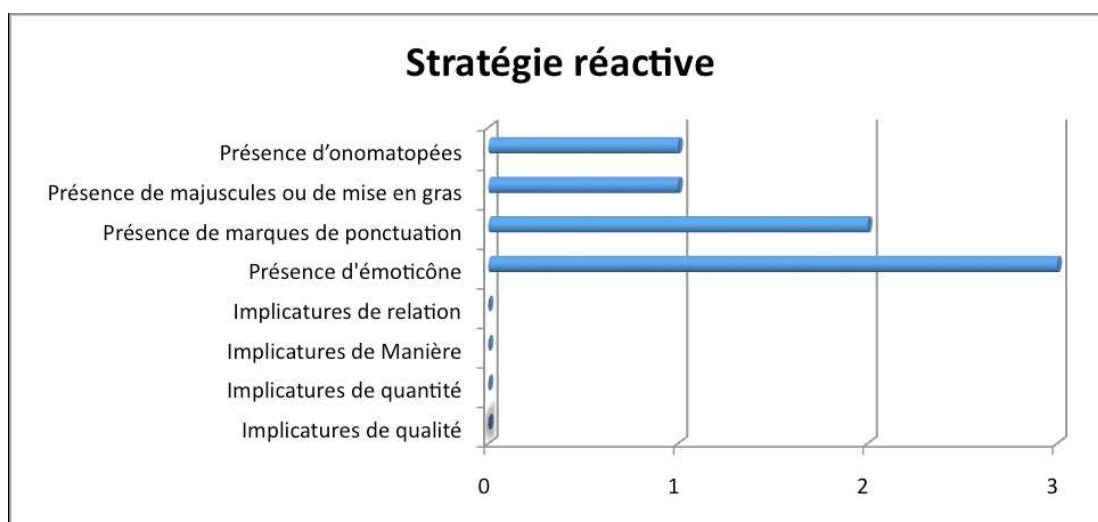 Stratégie réactive
Présence d’onomatopées
Présence de majuscules ou de mise en gras
Présence de marques de ponctuation
Présence d'émoticône
Implicatures de relation
Implicatures de Manière
Implicatures de quantité
Implicatures de qualité
0 1 2 3